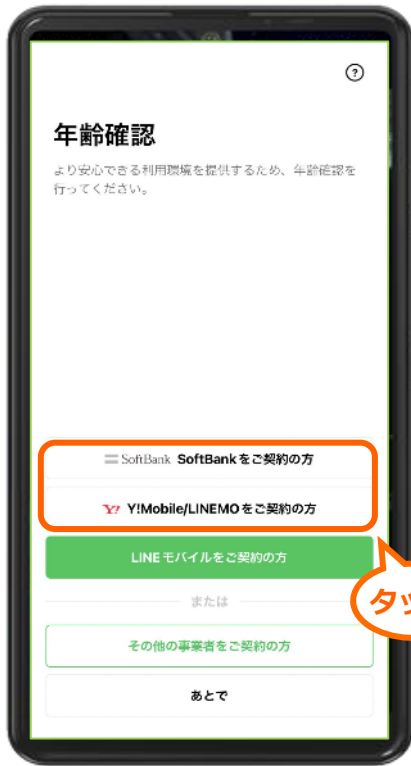 ?
年齢確認
より安心できる利用環境を提供するため、年齢確認を
行ってください。
SoftBank SoftBankをご契約の方
Y! Y!Mobile/LINEMOをご契約の方
LINEモバイルをご契約の方
または
その他の事業者をご契約の方
あとで
タッ